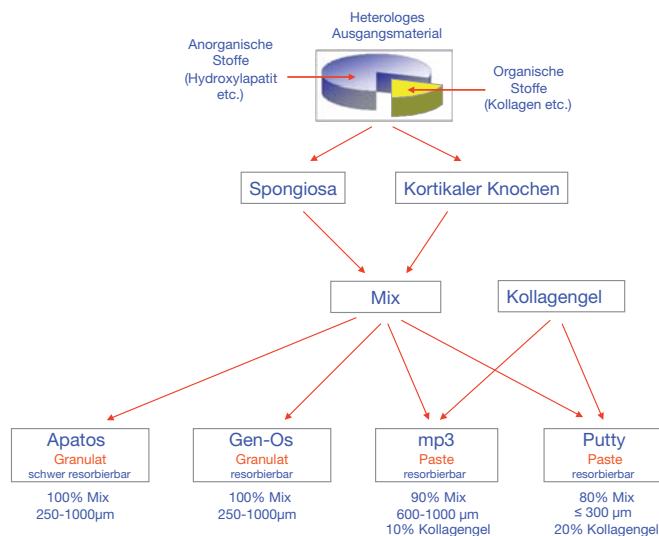 Heterologes
Ausgangsmaterial
Anorganische
Stoffe
(Hydroxylapatit
etc.)
Organische
Stoffe
(Kollagen etc.)
Spongiosa
Kortikaler Knochen
Mix
Kollagengel
Apatos
Granulat
schwer resorbierbar
100% Mix
250-1000µm
Gen-Os
Granulat
resorbierbar
100% Mix
250-1000µm
mp3
Paste
resorbierbar
90% Mix
600-1000 µm
10% Kollagengel
Putty
Paste
resorbierbar
80% Mix
≤ 300 µm
20% Kollagengel